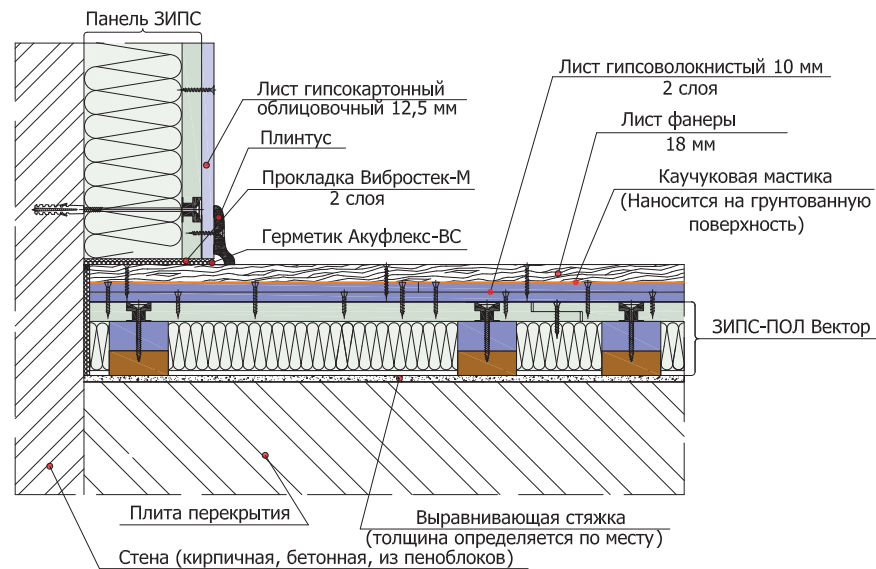 Панель ЗИПС
Лист гипсокартонный
облицовочный 12,5 мм
Плинтус
Прокладка Вибростек-М
2 слоя
Герметик Акуфлекс-ВС
Лист гипсоволокнистый 10 мм
2 слоя
Лист фанеры
18 мм
Каучуковая мастика
(Наносится на грунтованную
поверхность)
ЗИПС-ПОЛ Вектор
Плита перекрытия
Выравнивающая стяжка
(толщина определяется по месту)
Стена (кирпичная, бетонная, из пеноблоков)